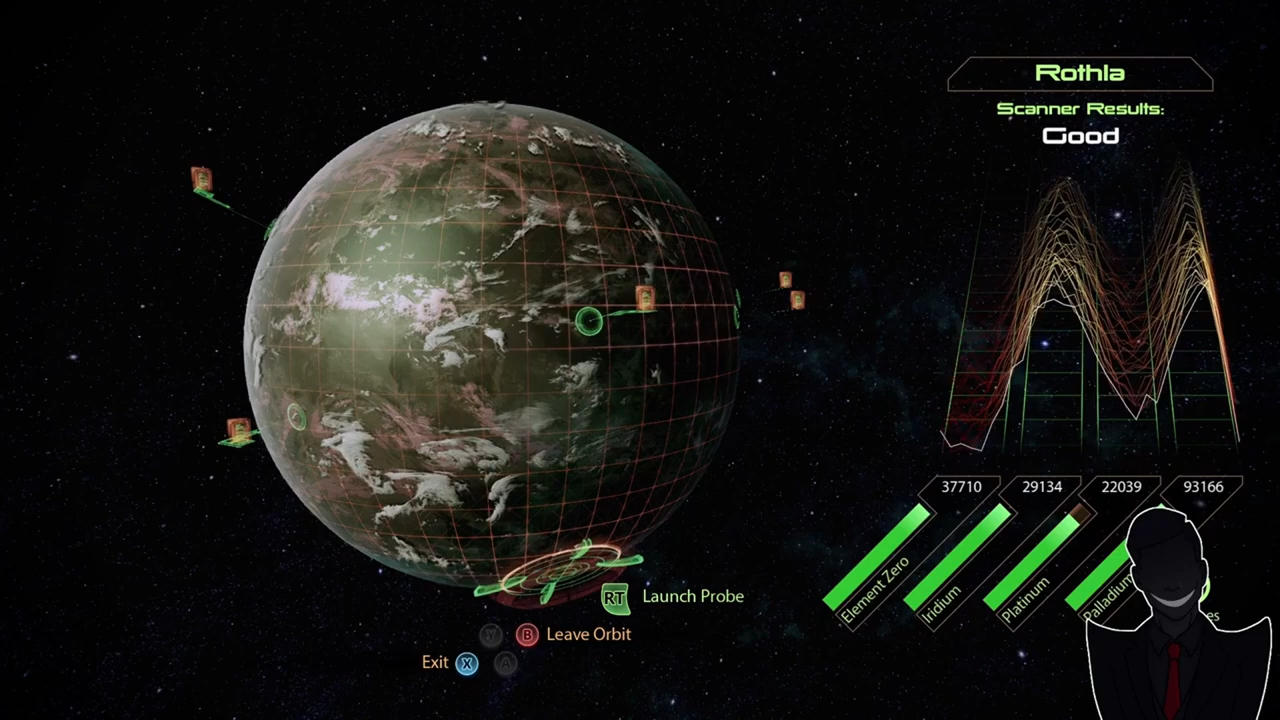 Rothla
Scanner Results:
Good
37710
29134
22039
93166
Element Zero
Iridium
Platinum
Palladium
es
RT Launch Probe
Y B Leave Orbit
Exit X A